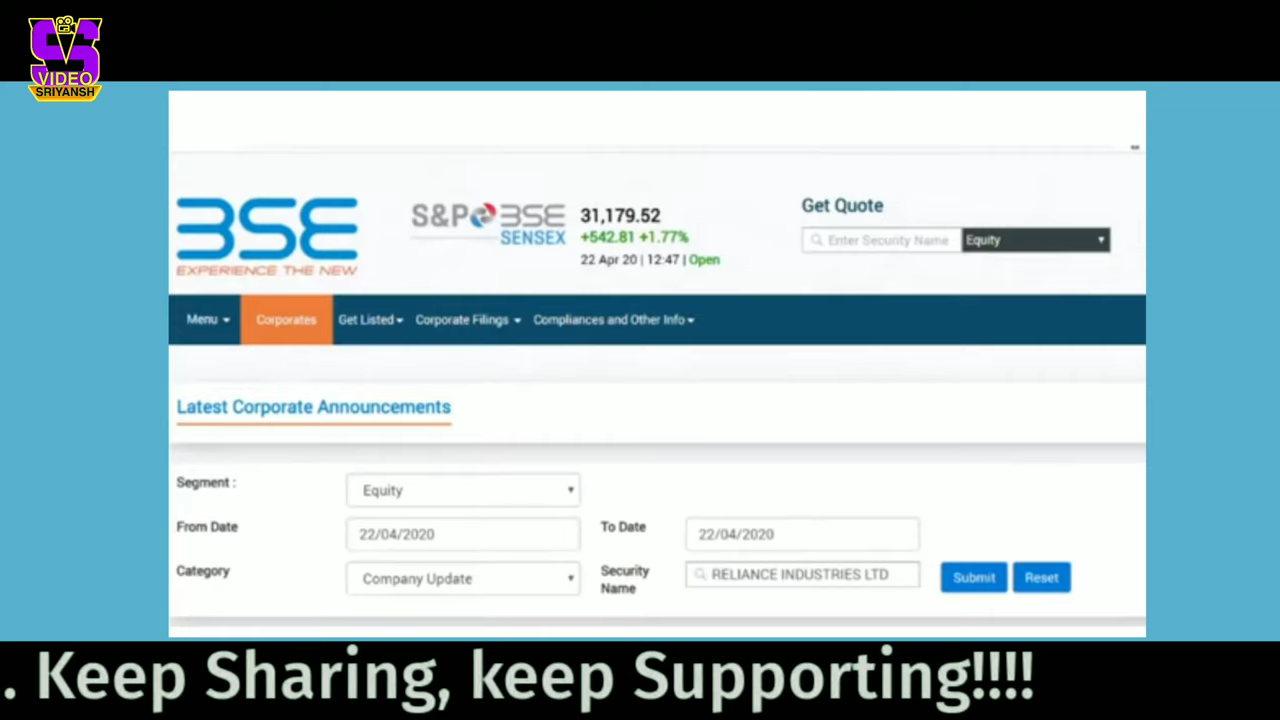 S
VIDEO
SRIYANSH
BSE
EXPERIENCE THE NEW
S&P BSE
SENSEX
31,179.52
+542.81 +1.77%
22 Apr 20 | 12:47 | Open
Get Quote
Enter Security Name
Equity
Menu
Corporates
Get Listed
Corporate Filings
Compliances and Other Info
Latest Corporate Announcements
Segment :
Equity
From Date
22/04/2020
To Date
22/04/2020
Category
Company Update
Security
Name
RELIANCE INDUSTRIES LTD
Submit
Reset
. Keep Sharing, keep Supporting!!!!